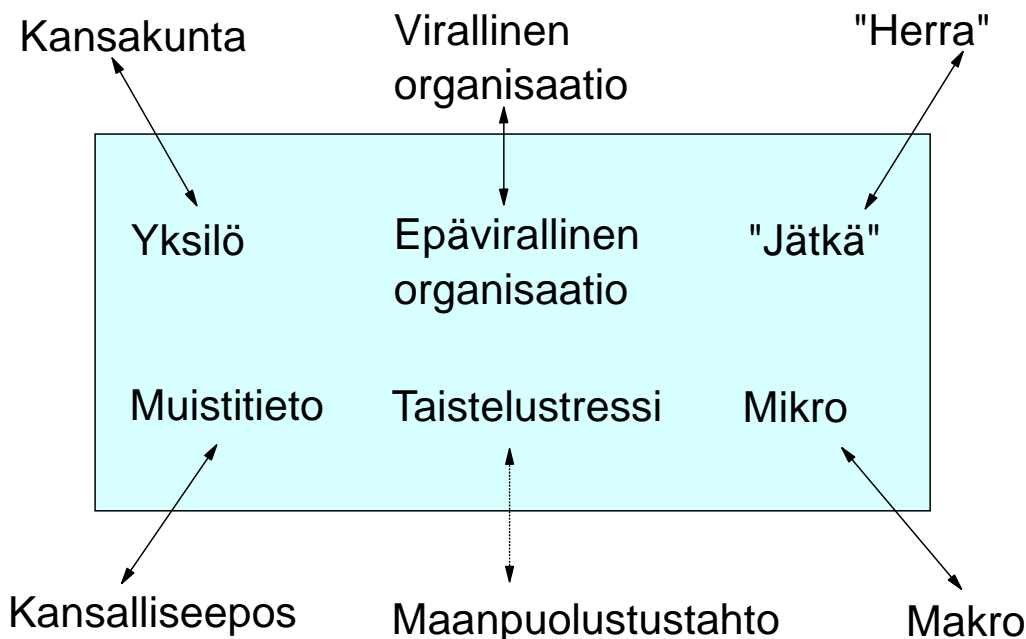 Kansakunta
Virallinen
organisaatio
"Herra"
Yksilö
Epävirallinen
organisaatio
"Jätkä"
Muistitieto
Taistelustressi
Mikro
Kansalliseepos
Maanpuolustustahto
Makro